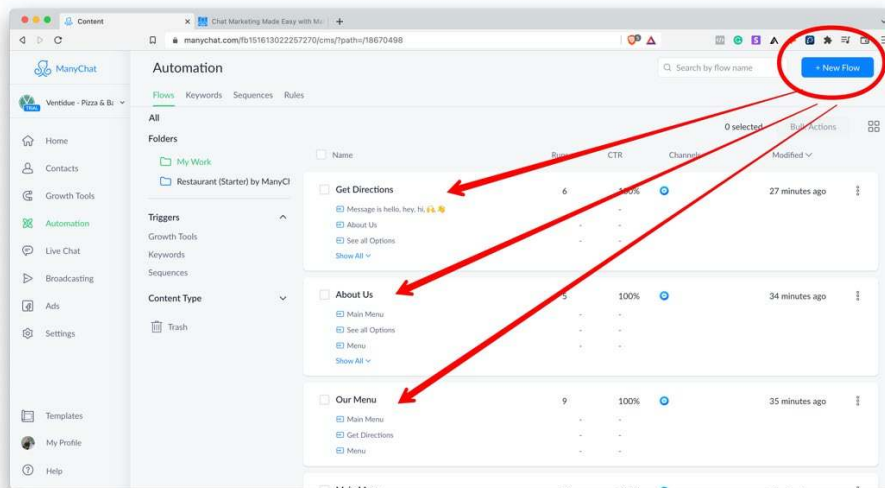 Content
Chat Marketing Made Easy with Ma
manychat.com/fb151613022257270/cms/?path=/18670498
ManyChat
Automation
Search by flow name
+ New Flow
TRIAL
Ventidue - Pizza & Ba
Flows Keywords Sequences Rules
All
0 selected
Bulk Actions
Home
Contacts
Growth Tools
Automation
Live Chat
Broadcasting
Ads
Settings
Templates
My Profile
Help
Folders
My Work
Restaurant (Starter) by ManyCh
Triggers
Growth Tools
Keywords
Sequences
Content Type
Trash
Name Runs CTR Channels Modified
Get Directions 6 100% 27 minutes ago
Message is hello, hey, hi, 🙌 👋 - -
About Us - -
See all Options - -
Show All
About Us 5 100% 34 minutes ago
Main Menu - -
See all Options - -
Menu - -
Show All
Our Menu 9 100% 35 minutes ago
Main Menu - -
Get Directions - -
Menu - -